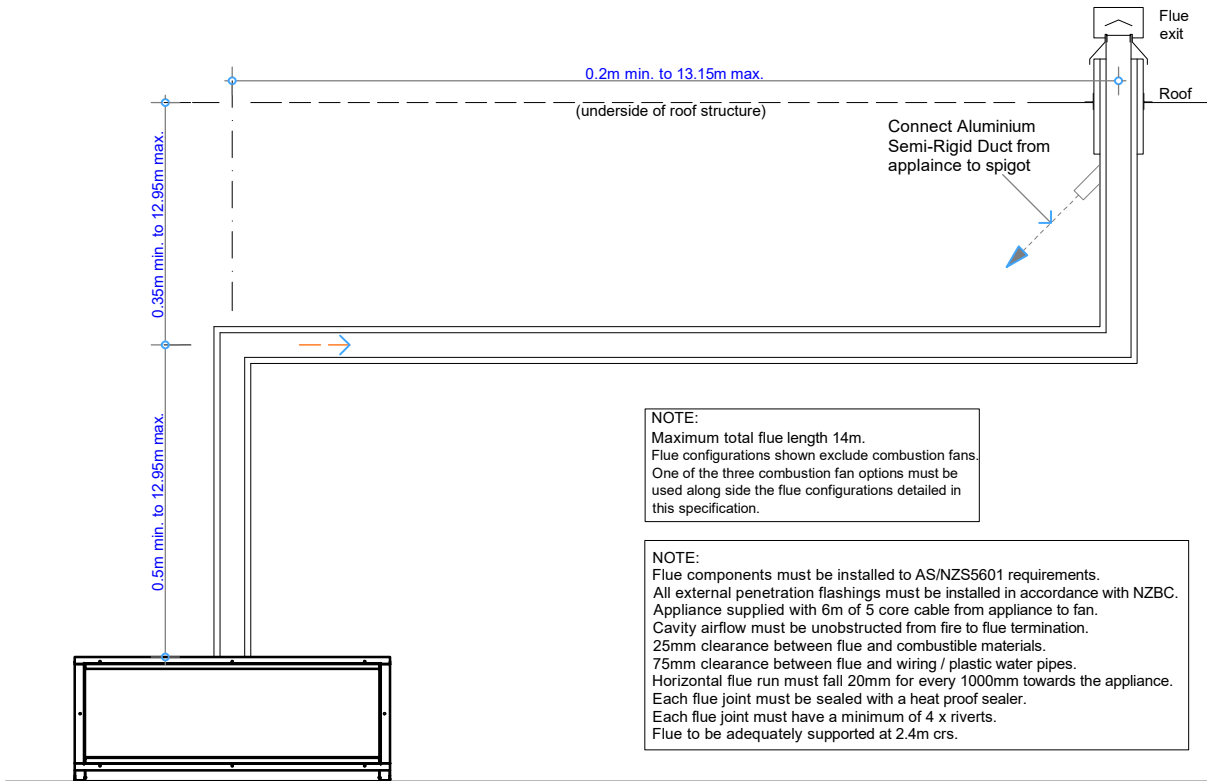 Flue
exit
0.2m min. to 13.15m max.
Roof
(underside of roof structure)
Connect Aluminium
Semi-Rigid Duct from
applaince to spigot
0.35m min. to 12.95m max.
0.5m min. to 12.95m max.
NOTE:
Maximum total flue length 14m.
Flue configurations shown exclude combustion fans.
One of the three combustion fan options must be
used along side the flue configurations detailed in
this specification.
NOTE:
Flue components must be installed to AS/NZS5601 requirements.
All external penetration flashings must be installed in accordance with NZBC.
Appliance supplied with 6m of 5 core cable from appliance to fan.
Cavity airflow must be unobstructed from fire to flue termination.
25mm clearance between flue and combustible materials.
75mm clearance between flue and wiring / plastic water pipes.
Horizontal flue run must fall 20mm for every 1000mm towards the appliance.
Each flue joint must be sealed with a heat proof sealer.
Each flue joint must have a minimum of 4 x riverts.
Flue to be adequately supported at 2.4m crs.